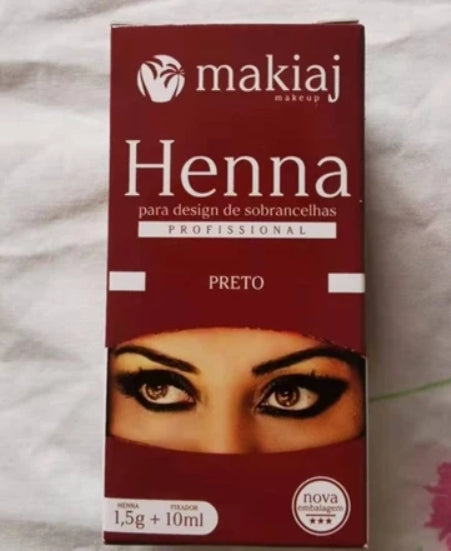 makiaj
makeup
Henna
para design de sobrancelhas
PROFISSIONAL
PRETO
HENNA FIXADOR
1,5g + 10ml
nova
embalagem